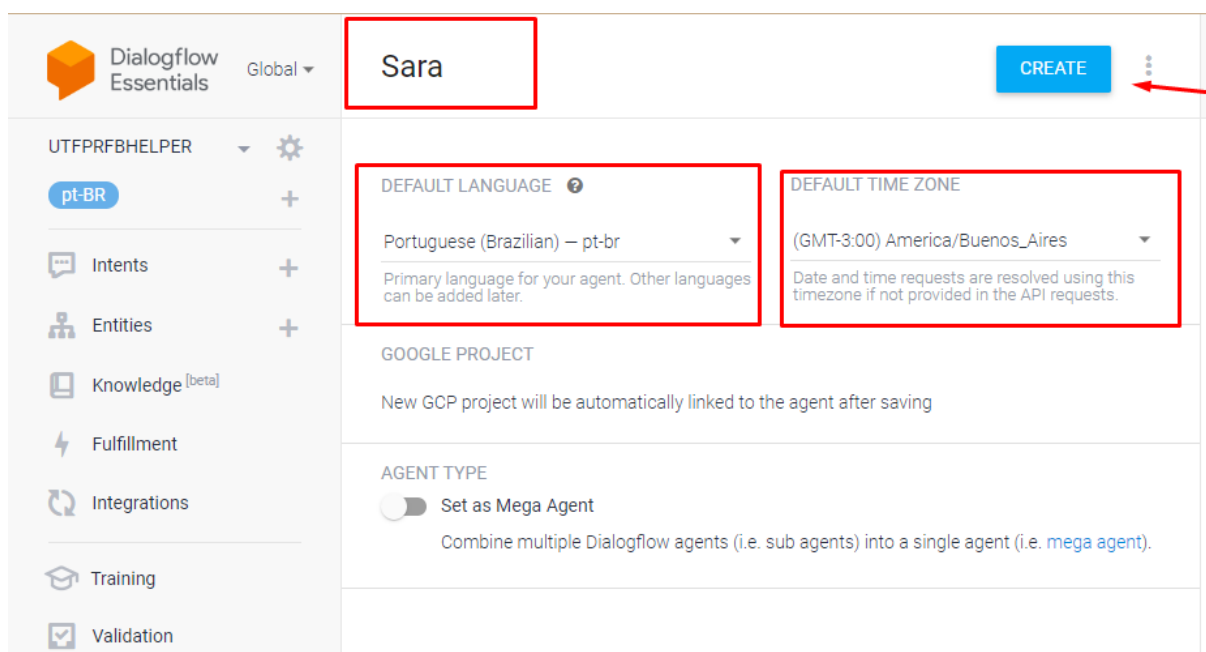 Dialogflow
Essentials
Global
Sara
CREATE
UTFPRFBHELPER
pt-BR
Intents
Entities
Knowledge [beta]
Fulfillment
Integrations
Training
Validation
DEFAULT LANGUAGE
Portuguese (Brazilian) — pt-br
Primary language for your agent. Other languages
can be added later.
DEFAULT TIME ZONE
(GMT-3:00) America/Buenos_Aires
Date and time requests are resolved using this
timezone if not provided in the API requests.
GOOGLE PROJECT
New GCP project will be automatically linked to the agent after saving
AGENT TYPE
Set as Mega Agent
Combine multiple Dialogflow agents (i.e. sub agents) into a single agent (i.e. mega agent).